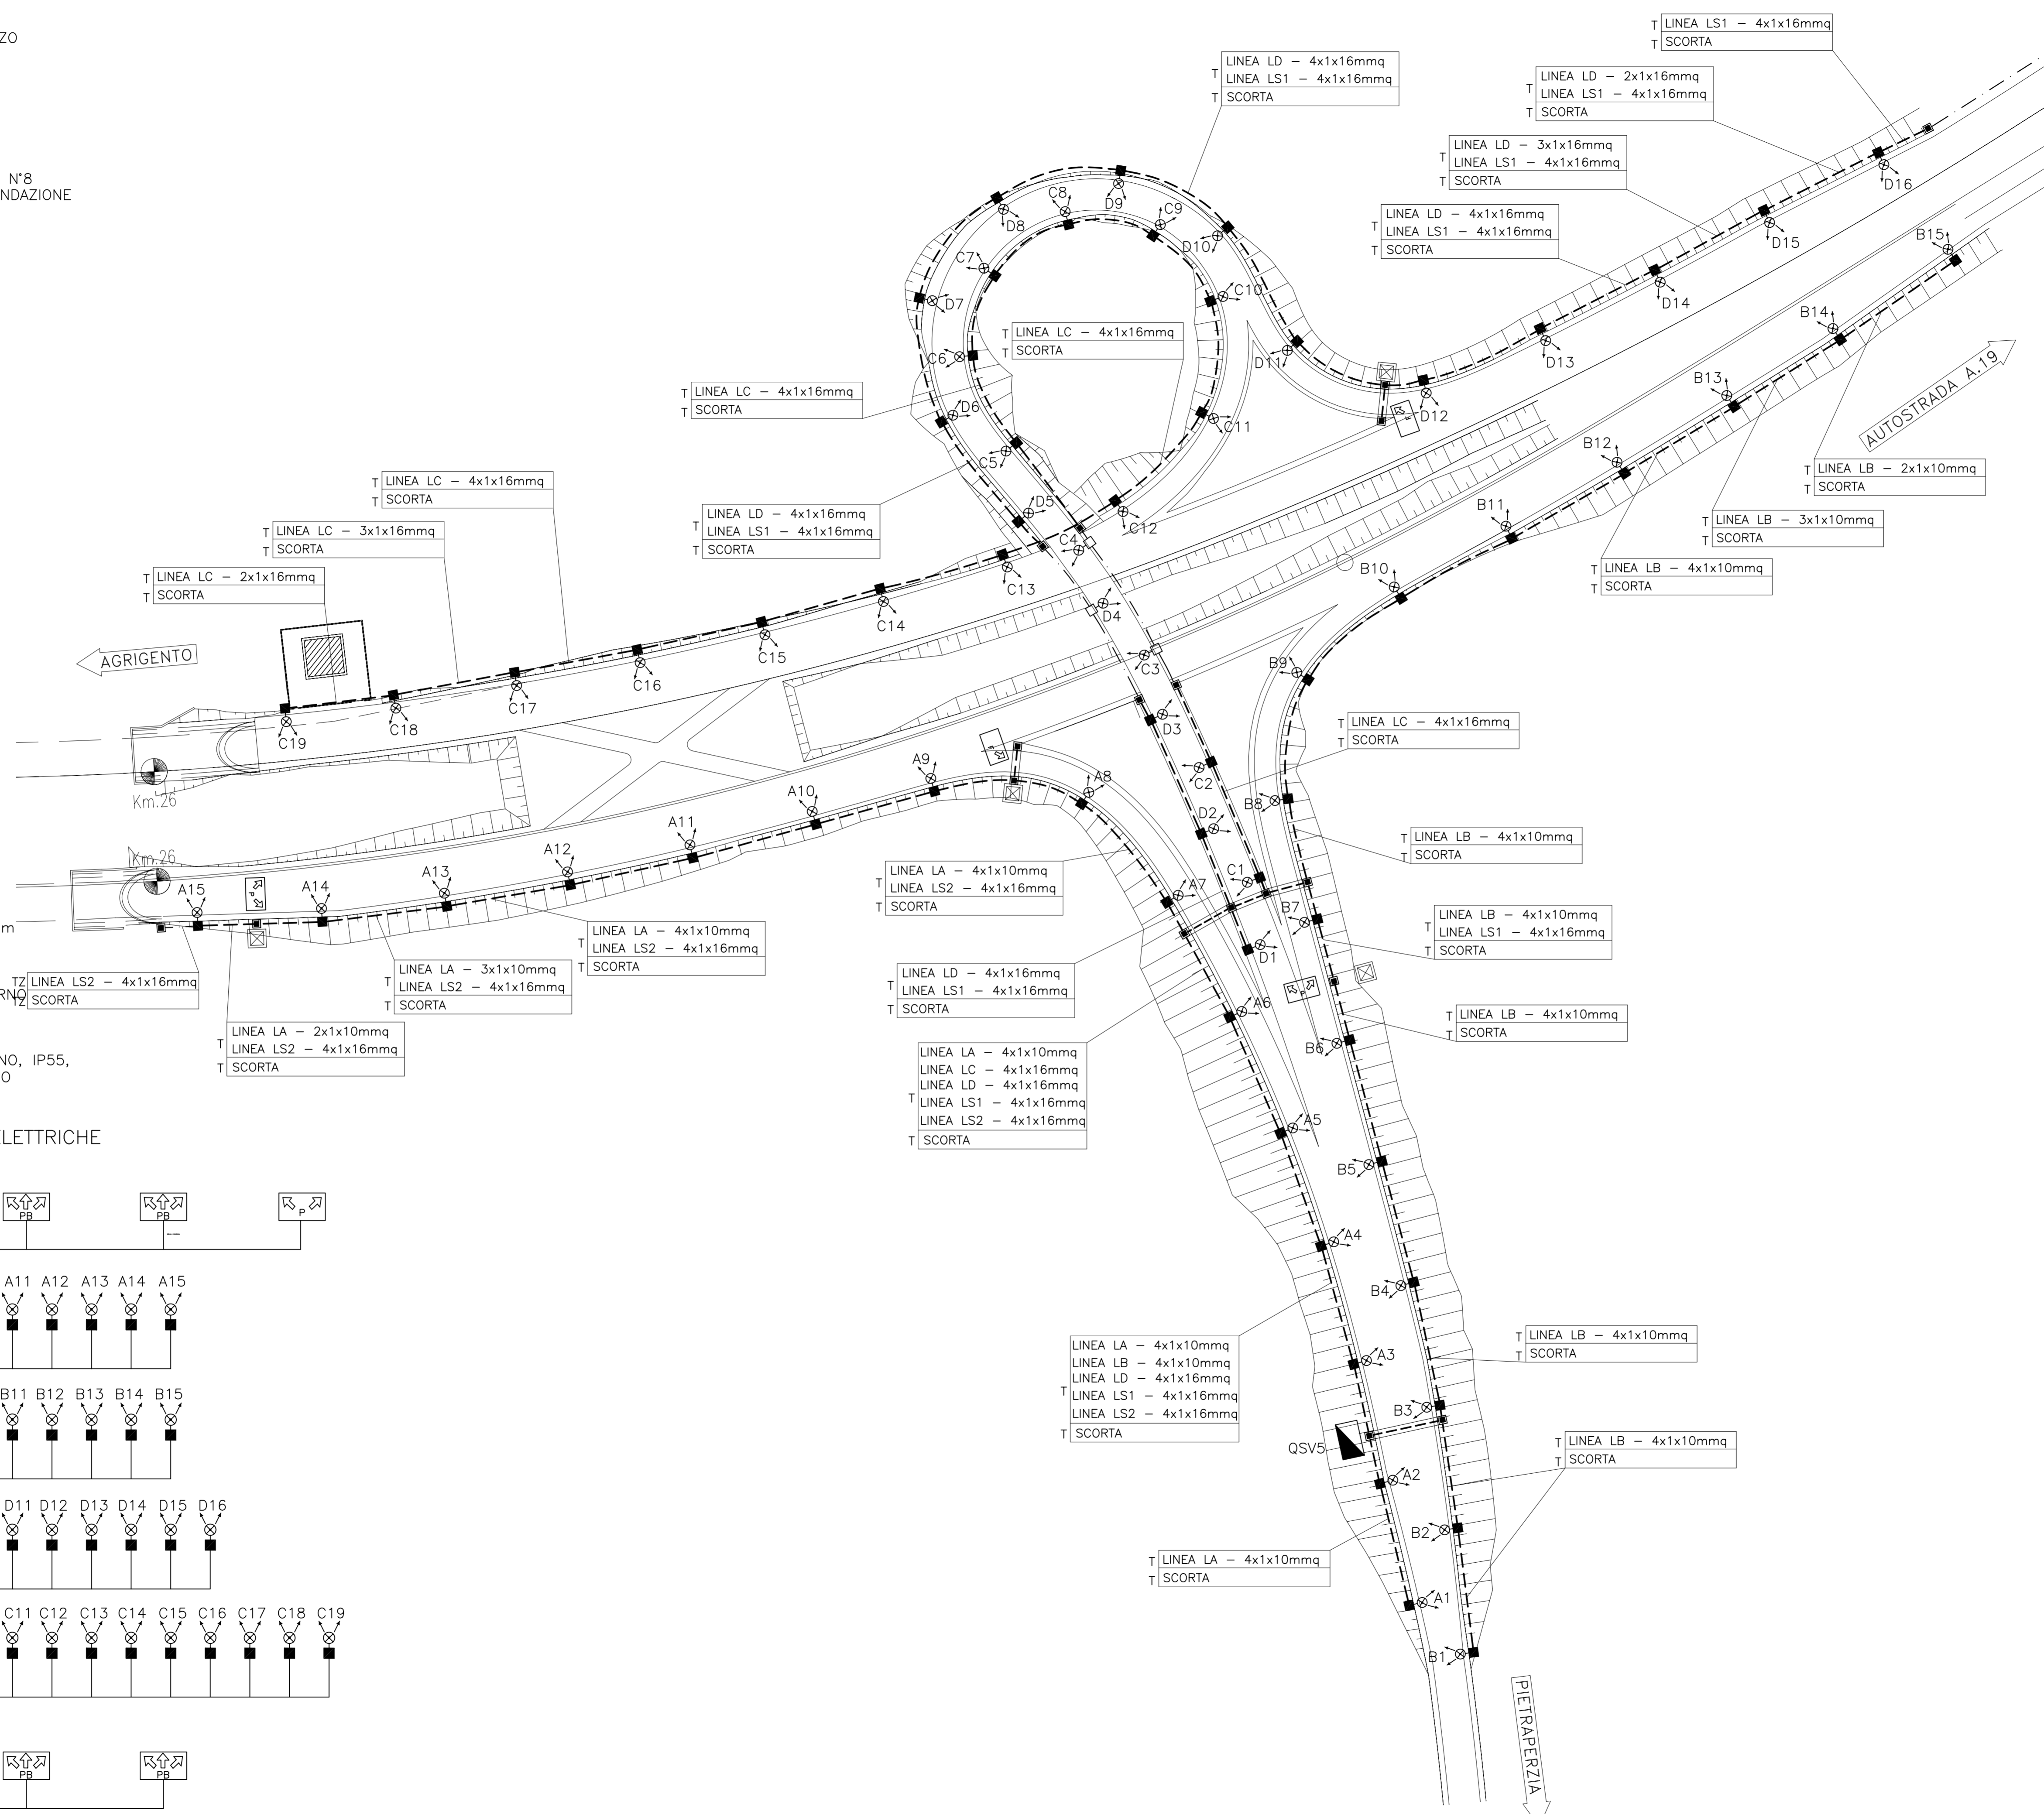 ZO
N°8
NDAZIONE
T LINEA LS1 – 4x1x16mmq
T SCORTA
T LINEA LD – 4x1x16mmq
LINEA LS1 – 4x1x16mmq
T SCORTA
T LINEA LD – 2x1x16mmq
LINEA LS1 – 4x1x16mmq
T SCORTA
T LINEA LD – 3x1x16mmq
LINEA LS1 – 4x1x16mmq
T SCORTA
T LINEA LD – 4x1x16mmq
LINEA LS1 – 4x1x16mmq
T SCORTA
D16
D15
D14
D13
D12
D11
D10
D9
D8
D7
D6
D5
D4
D3
D2
D1
C8
C9
C7
C10
C6
C11
C5
C12
C4
C13
C14
C15
C16
C17
C18
C19
C3
C2
C1
B15
B14
B13
B12
B11
B10
B9
B8
B7
B6
B5
B4
B3
B2
B1
T LINEA LC – 4x1x16mmq
T SCORTA
T LINEA LC – 4x1x16mmq
T SCORTA
T LINEA LC – 4x1x16mmq
T SCORTA
T LINEA LC – 3x1x16mmq
T SCORTA
T LINEA LC – 2x1x16mmq
T SCORTA
T LINEA LD – 4x1x16mmq
LINEA LS1 – 4x1x16mmq
T SCORTA
AUTOSTRADA A.19
T LINEA LB – 2x1x10mmq
T SCORTA
T LINEA LB – 3x1x10mmq
T SCORTA
T LINEA LB – 4x1x10mmq
T SCORTA
AGRIGENTO
Km.26
Km.26
T LINEA LC – 4x1x16mmq
T SCORTA
A9
A8
A10
A11
A12
A13
A14
A15
A7
A6
A5
A4
A3
A2
A1
P
P
P
P
T LINEA LB – 4x1x10mmq
T SCORTA
T LINEA LA – 4x1x10mmq
LINEA LS2 – 4x1x16mmq
T SCORTA
T LINEA LB – 4x1x10mmq
LINEA LS1 – 4x1x16mmq
T SCORTA
m
T LINEA LA – 4x1x10mmq
LINEA LS2 – 4x1x16mmq
T SCORTA
T LINEA LA – 3x1x10mmq
LINEA LS2 – 4x1x16mmq
T SCORTA
TZ LINEA LS2 – 4x1x16mmq
RNO
TZ SCORTA
T LINEA LD – 4x1x16mmq
LINEA LS1 – 4x1x16mmq
T SCORTA
T LINEA LB – 4x1x10mmq
T SCORTA
T LINEA LA – 2x1x10mmq
LINEA LS2 – 4x1x16mmq
T SCORTA
NO, IP55,
O
LINEA LA – 4x1x10mmq
LINEA LC – 4x1x16mmq
LINEA LD – 4x1x16mmq
T LINEA LS1 – 4x1x16mmq
LINEA LS2 – 4x1x16mmq
T SCORTA
ELETTRICHE
PB PB P
A11 A12 A13 A14 A15
LINEA LA – 4x1x10mmq
LINEA LB – 4x1x10mmq
LINEA LD – 4x1x16mmq
T LINEA LS1 – 4x1x16mmq
LINEA LS2 – 4x1x16mmq
T SCORTA
T LINEA LB – 4x1x10mmq
T SCORTA
B11 B12 B13 B14 B15
QSV5
T LINEA LB – 4x1x10mmq
T SCORTA
D11 D12 D13 D14 D15 D16
T LINEA LA – 4x1x10mmq
T SCORTA
C11 C12 C13 C14 C15 C16 C17 C18 C19
PIETRAPERZIA
PB PB